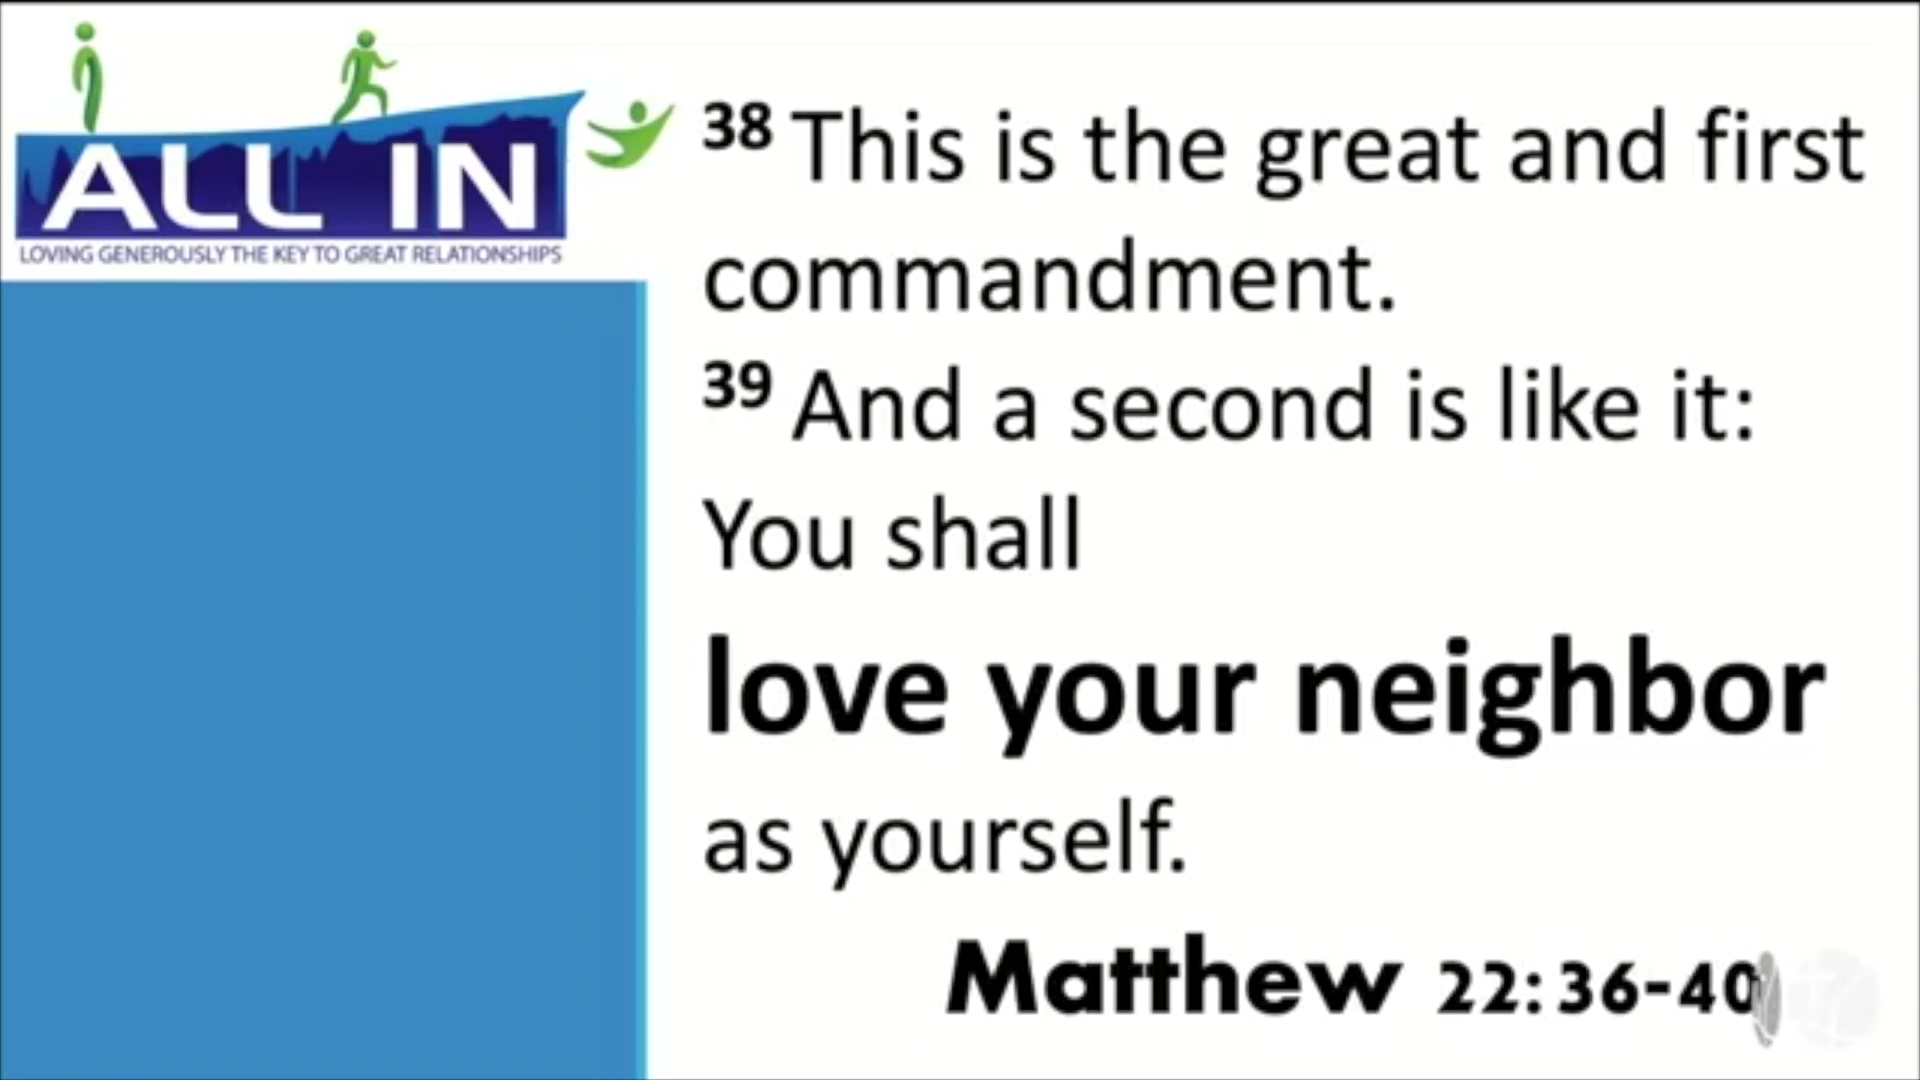 ALL IN
LOVING GENEROUSLY THE KEY TO GREAT RELATIONSHIPS
38 This is the great and first
commandment.
39 And a second is like it:
You shall
love your neighbor
as yourself.
Matthew 22:36-40